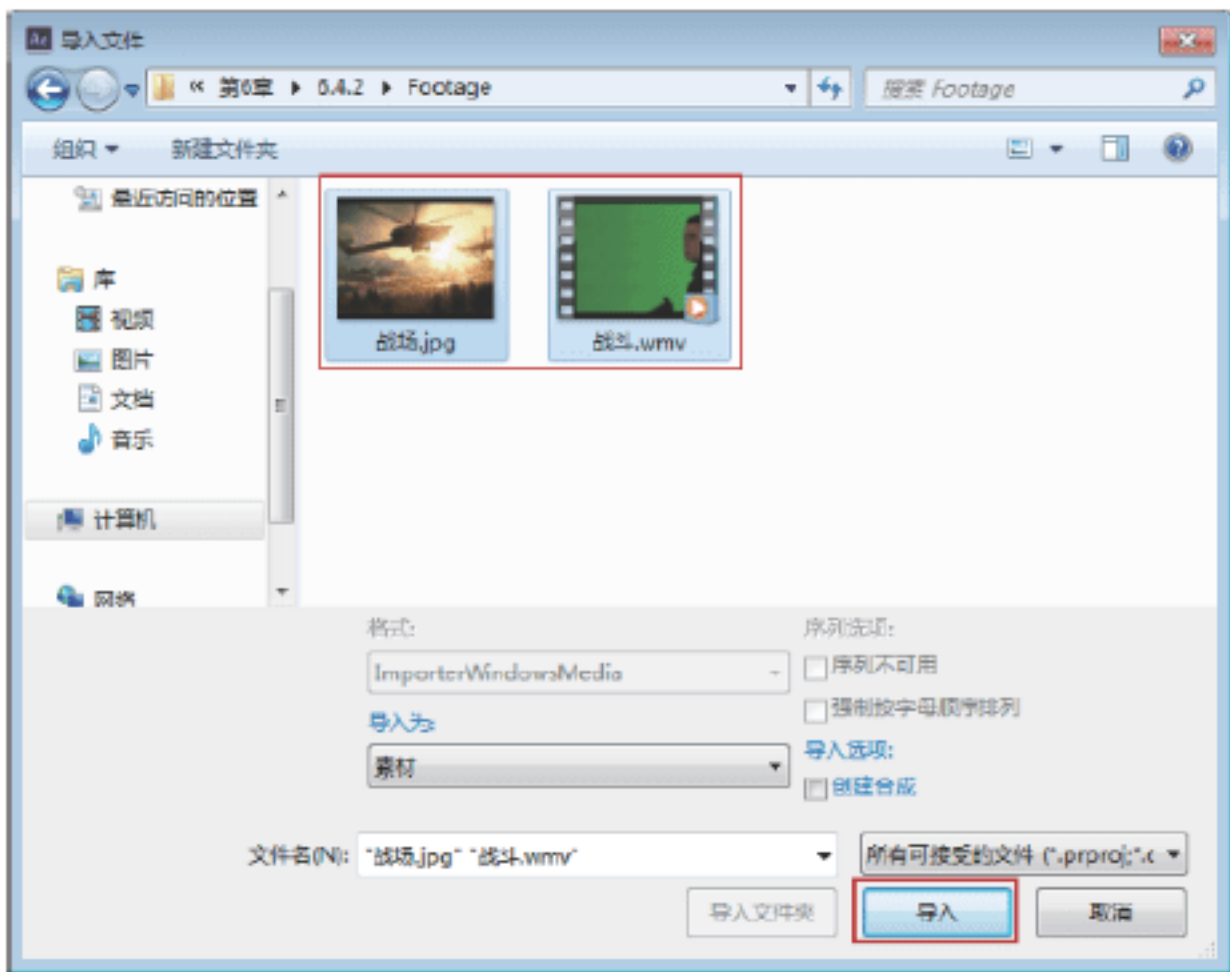 Ae 导入文件
« 第6章 ▸ 6.4.2 ▸ Footage
搜索 Footage
组织
新建文件夹
最近访问的位置
库
视频
图片
文档
音乐
计算机
网络
战场.jpg
战斗.wmv
格式:
ImporterWindowsMedia
导入为:
素材
序列选项:
序列不可用
强制按字母顺序排列
导入选项:
创建合成
文件名(N):
"战场.jpg" "战斗.wmv"
所有可接受的文件 (*.prproj;*.c
导入文件夹
导入
取消